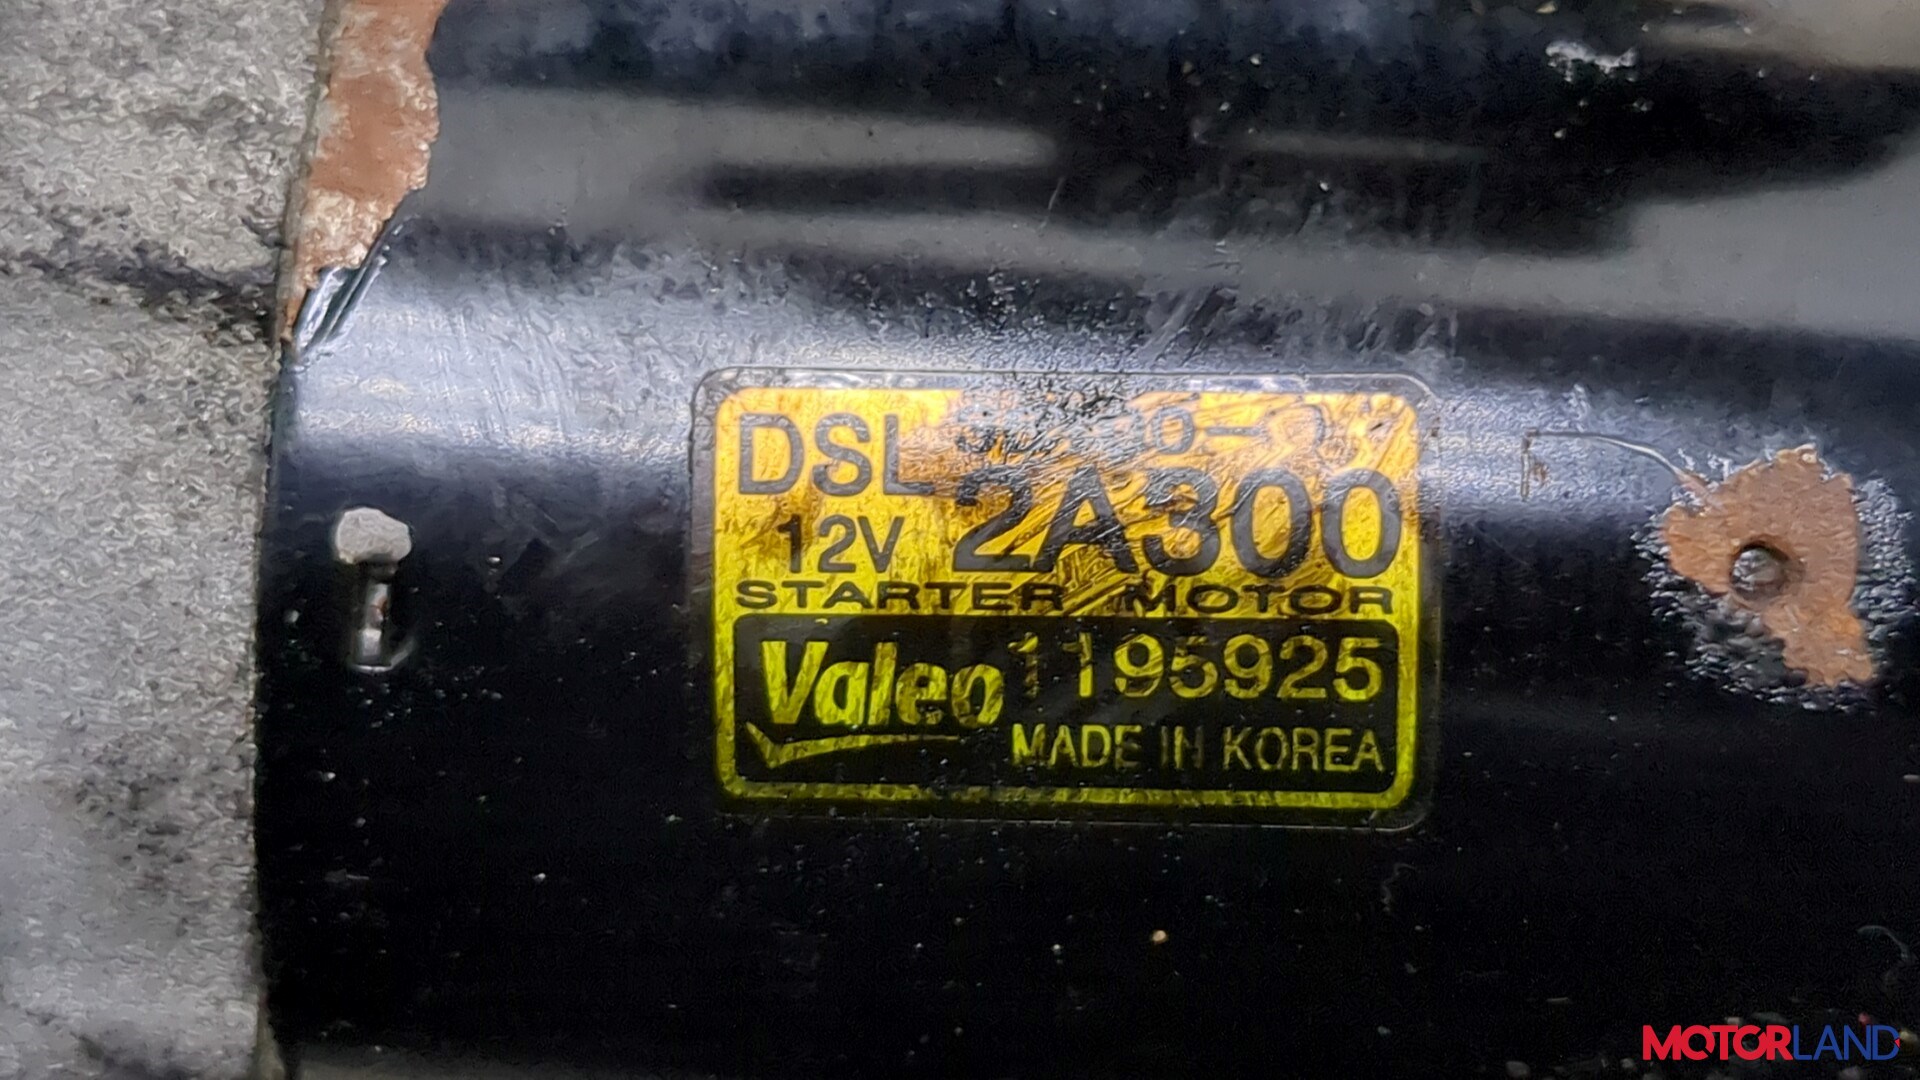 DSL
12V 2A300
STARTER MOTOR
Valeo 1195925
MADE IN KOREA
MOTORLAND